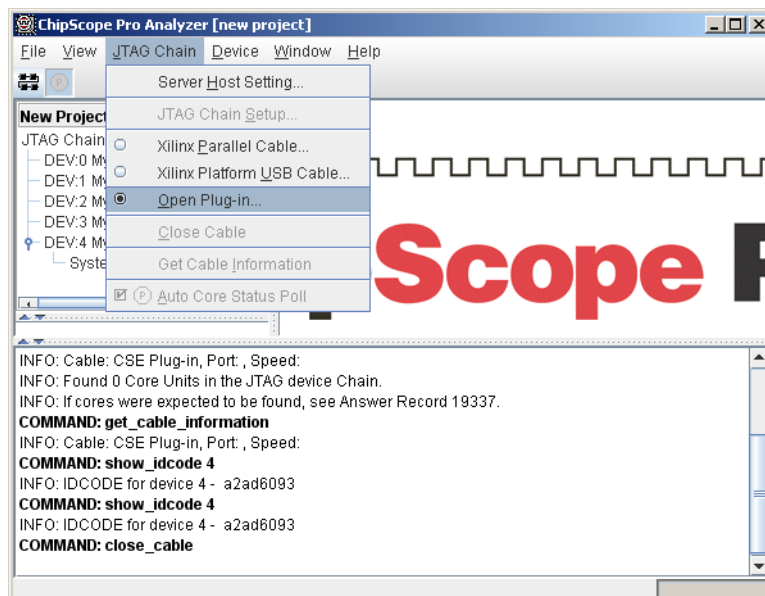 ChipScope Pro Analyzer [new project]
File View JTAG Chain Device Window Help
P
Server Host Setting...
New Project
JTAG Chain Setup...
JTAG Chain
Xilinx Parallel Cable...
DEV:0 My
Xilinx Platform USB Cable...
DEV:1 My
Open Plug-in...
DEV:2 My
DEV:3 My
Close Cable
DEV:4 My
Get Cable Information
Syste
P Auto Core Status Poll
Scope P
INFO: Cable: CSE Plug-in, Port: , Speed:
INFO: Found 0 Core Units in the JTAG device Chain.
INFO: If cores were expected to be found, see Answer Record 19337.
COMMAND: get_cable_information
INFO: Cable: CSE Plug-in, Port: , Speed:
COMMAND: show_idcode 4
INFO: IDCODE for device 4 - a2ad6093
COMMAND: show_idcode 4
INFO: IDCODE for device 4 - a2ad6093
COMMAND: close_cable